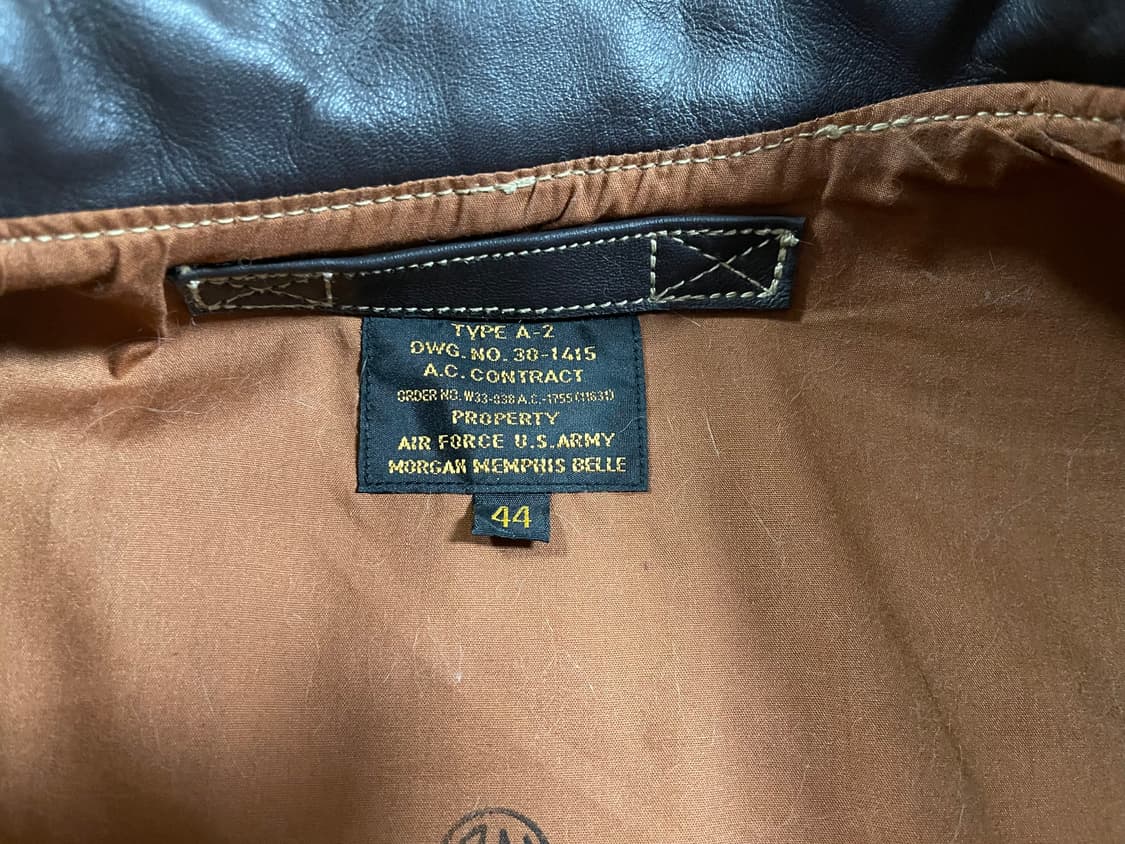 TYPE A-2
DWG. NO. 30-1415
A.C. CONTRACT
ORDER NO. W33-038 A.C.-1755 (11631)
PROPERTY
AIR FORCE U.S. ARMY
MORGAN MEMPHIS BELLE
44